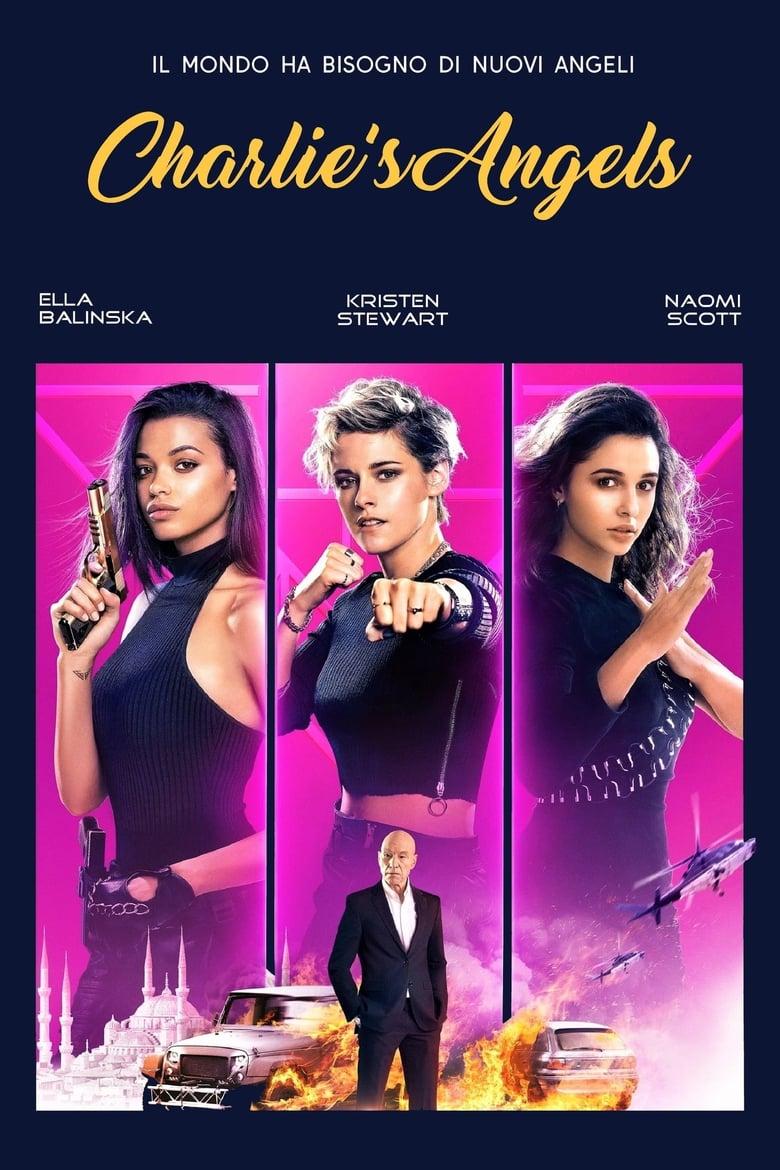 IL MONDO HA BISOGNO DI NUOVI ANGELI
Charlie's Angels
ELLA
BALINSKA
KRISTEN
STEWART
NAOMI
SCOTT